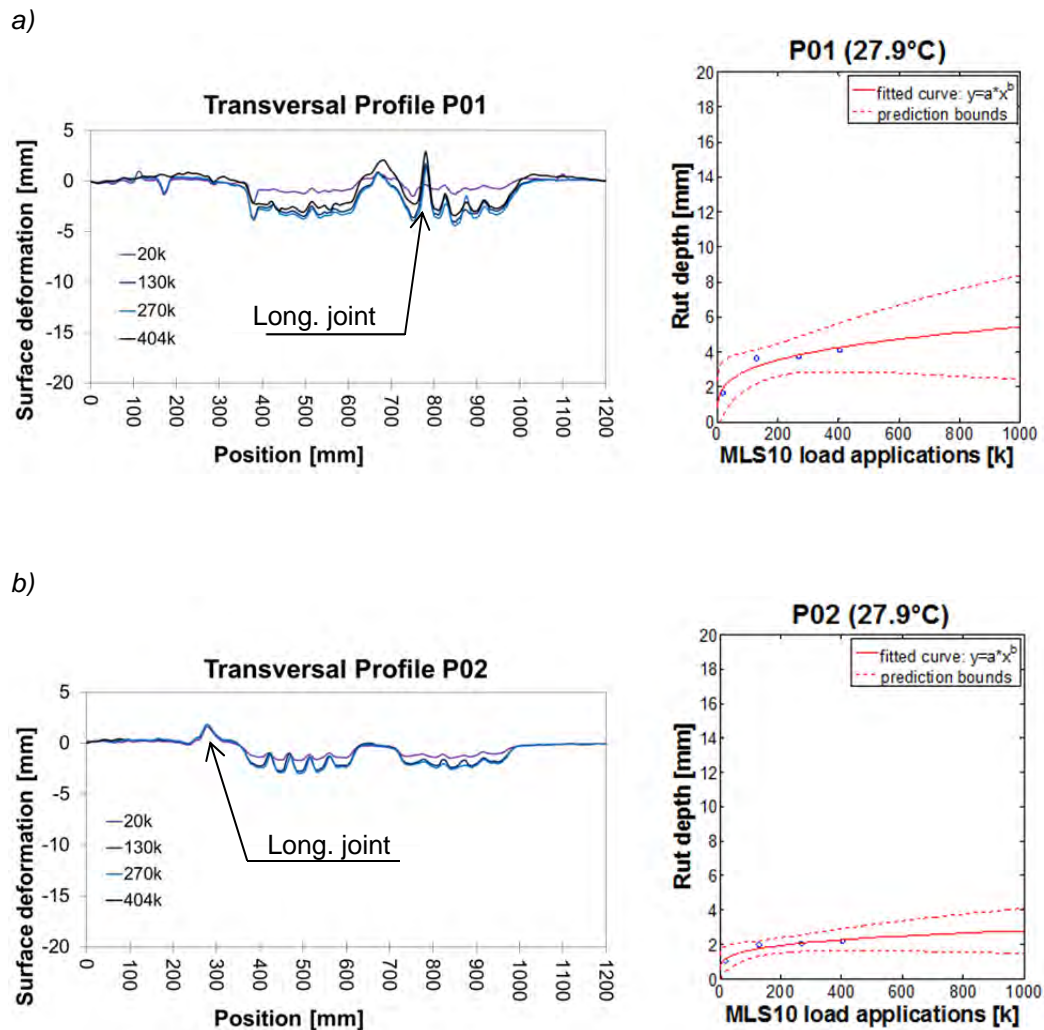 a)
Transversal Profile P01
Surface deformation [mm]
5
0
-5
-10
-15
-20
20k
130k
270k
404k
Long. joint
0
100
200
300
400
500
600
700
800
900
1000
1100
1200
Position [mm]
P01 (27.9°C)
Rut depth [mm]
20
18
16
14
12
10
8
6
4
2
0
fitted curve: y=a*x^b
prediction bounds
0 200 400 600 800 1000
MLS10 load applications [k]
b)
Transversal Profile P02
Surface deformation [mm]
5
0
-5
-10
-15
-20
20k
130k
270k
404k
Long. joint
0
100
200
300
400
500
600
700
800
900
1000
1100
1200
Position [mm]
P02 (27.9°C)
Rut depth [mm]
20
18
16
14
12
10
8
6
4
2
0
fitted curve: y=a*x^b
prediction bounds
0 200 400 600 800 1000
MLS10 load applications [k]